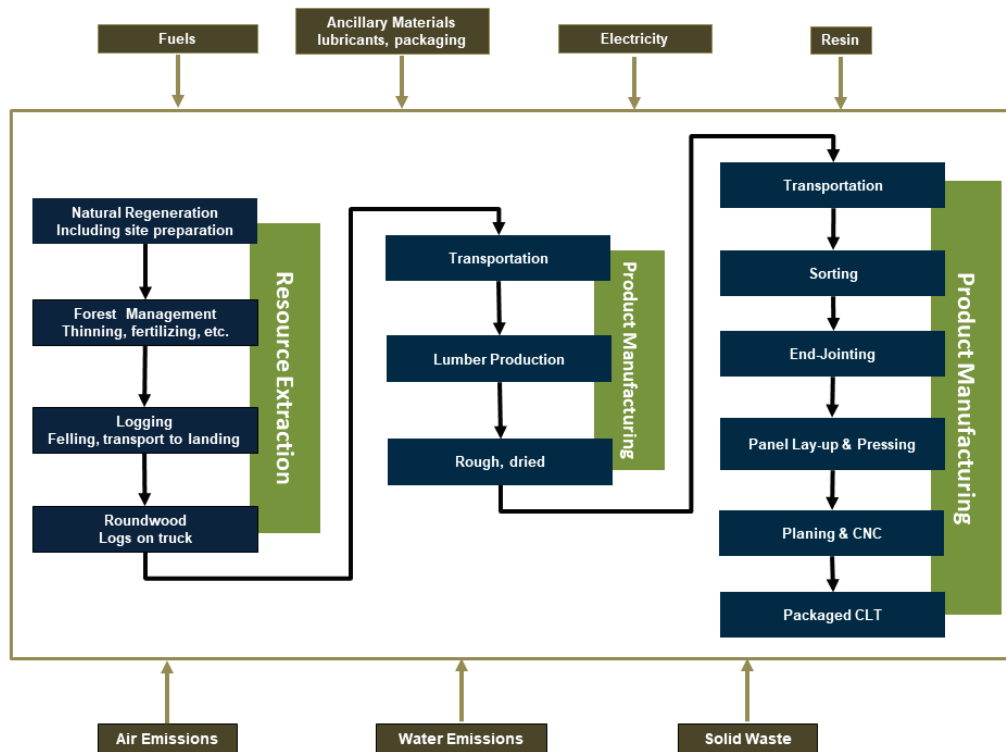 Fuels
Ancillary Materials
lubricants, packaging
Electricity
Resin
Natural Regeneration
Including site preparation
Forest Management
Thinning, fertilizing, etc.
Logging
Felling, transport to landing
Roundwood
Logs on truck
Resource Extraction
Transportation
Lumber Production
Rough, dried
Product Manufacturing
Transportation
Sorting
End-Jointing
Panel Lay-up & Pressing
Planing & CNC
Packaged CLT
Product Manufacturing
Air Emissions
Water Emissions
Solid Waste